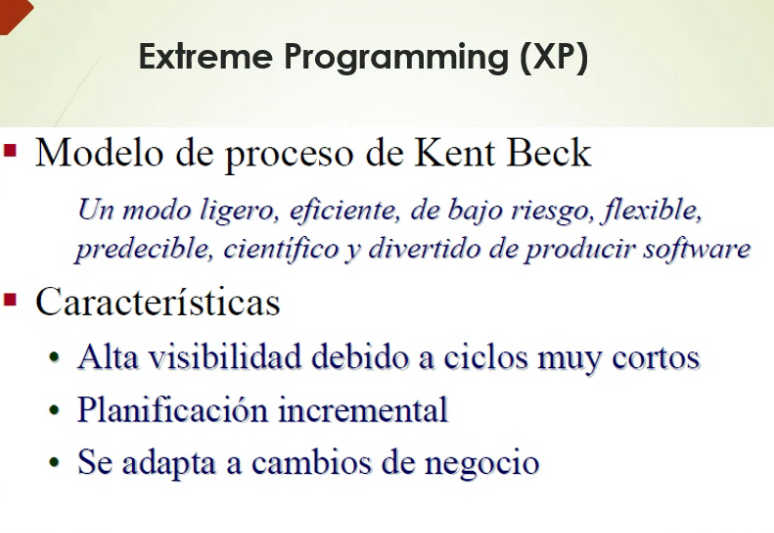 Extreme Programming (XP)
Modelo de proceso de Kent Beck
Un modo ligero, eficiente, de bajo riesgo, flexible,
predecible, científico y divertido de producir software
Características
Alta visibilidad debido a ciclos muy cortos
Planificación incremental
Se adapta a cambios de negocio